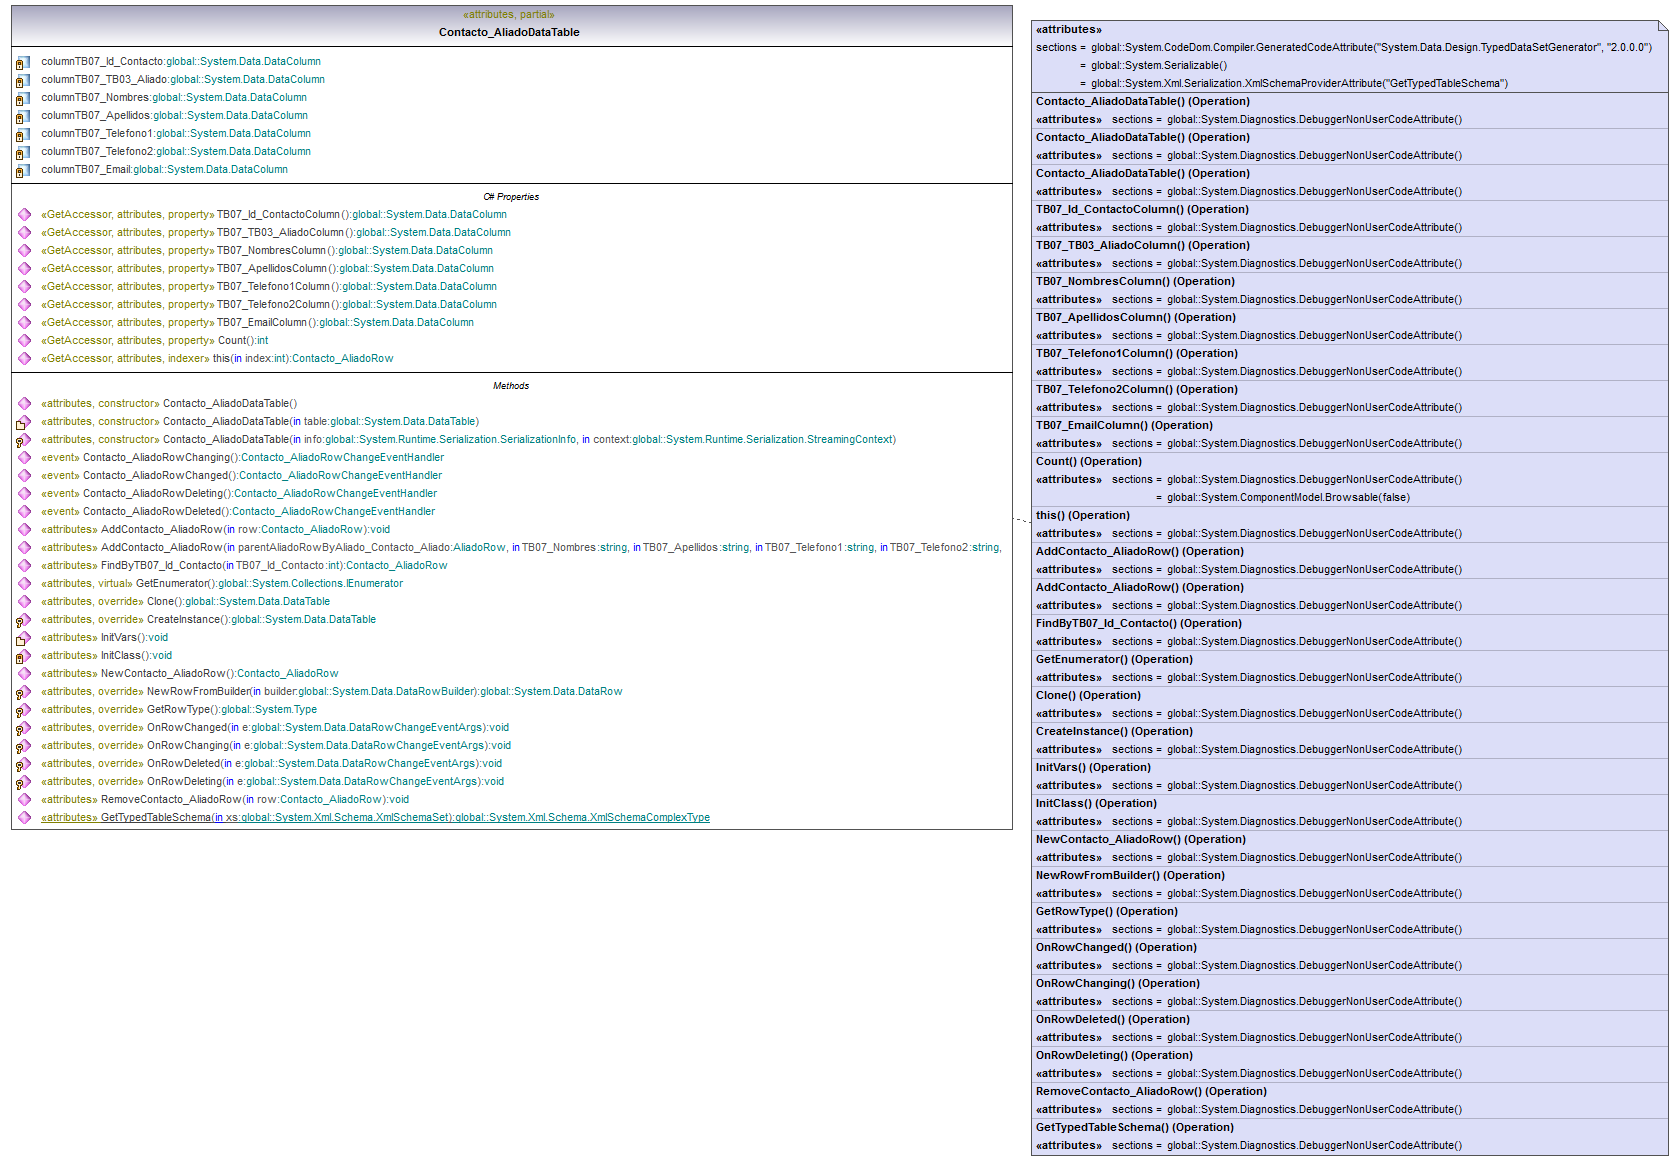 «attributes, partial»
Contacto_AliadoDataTable
columnTB07_Id_Contacto:global::System.Data.DataColumn
columnTB07_TB03_Aliado:global::System.Data.DataColumn
columnTB07_Nombres:global::System.Data.DataColumn
columnTB07_Apellidos:global::System.Data.DataColumn
columnTB07_Telefono1:global::System.Data.DataColumn
columnTB07_Telefono2:global::System.Data.DataColumn
columnTB07_Email:global::System.Data.DataColumn
C# Properties
«GetAccessor, attributes, property» TB07_Id_ContactoColumn():global::System.Data.DataColumn
«GetAccessor, attributes, property» TB07_TB03_AliadoColumn():global::System.Data.DataColumn
«GetAccessor, attributes, property» TB07_NombresColumn():global::System.Data.DataColumn
«GetAccessor, attributes, property» TB07_ApellidosColumn():global::System.Data.DataColumn
«GetAccessor, attributes, property» TB07_Telefono1Column():global::System.Data.DataColumn
«GetAccessor, attributes, property» TB07_Telefono2Column():global::System.Data.DataColumn
«GetAccessor, attributes, property» TB07_EmailColumn():global::System.Data.DataColumn
«GetAccessor, attributes, property» Count():int
«GetAccessor, attributes, indexer» this(in index:int):Contacto_AliadoRow
Methods
«attributes, constructor» Contacto_AliadoDataTable()
«attributes, constructor» Contacto_AliadoDataTable(in table:global::System.Data.DataTable)
«attributes, constructor» Contacto_AliadoDataTable(in info:global::System.Runtime.Serialization.SerializationInfo, in context:global::System.Runtime.Serialization.StreamingContext)
«event» Contacto_AliadoRowChanging():Contacto_AliadoRowChangeEventHandler
«event» Contacto_AliadoRowChanged():Contacto_AliadoRowChangeEventHandler
«event» Contacto_AliadoRowDeleting():Contacto_AliadoRowChangeEventHandler
«event» Contacto_AliadoRowDeleted():Contacto_AliadoRowChangeEventHandler
«attributes» AddContacto_AliadoRow(in row:Contacto_AliadoRow):void
«attributes» AddContacto_AliadoRow(in parentAliadoRowByAliado_Contacto_Aliado:AliadoRow, in TB07_Nombres:string, in TB07_Apellidos:string, in TB07_Telefono1:string, in TB07_Telefono2:string,
«attributes» FindByTB07_Id_Contacto(in TB07_Id_Contacto:int):Contacto_AliadoRow
«attributes, virtual» GetEnumerator():global::System.Collections.IEnumerator
«attributes, override» Clone():global::System.Data.DataTable
«attributes, override» CreateInstance():global::System.Data.DataTable
«attributes» InitVars():void
«attributes» InitClass():void
«attributes» NewContacto_AliadoRow():Contacto_AliadoRow
«attributes, override» NewRowFromBuilder(in builder:global::System.Data.DataRowBuilder):global::System.Data.DataRow
«attributes, override» GetRowType():global::System.Type
«attributes, override» OnRowChanged(in e:global::System.Data.DataRowChangeEventArgs):void
«attributes, override» OnRowChanging(in e:global::System.Data.DataRowChangeEventArgs):void
«attributes, override» OnRowDeleted(in e:global::System.Data.DataRowChangeEventArgs):void
«attributes, override» OnRowDeleting(in e:global::System.Data.DataRowChangeEventArgs):void
«attributes» RemoveContacto_AliadoRow(in row:Contacto_AliadoRow):void
«attributes» GetTypedTableSchema(in xs:global::System.Xml.Schema.XmlSchemaSet):global::System.Xml.Schema.XmlSchemaComplexType
«attributes»
sections = global::System.CodeDom.Compiler.GeneratedCodeAttribute("System.Data.Design.TypedDataSetGenerator", "2.0.0.0")
= global::System.Serializable()
= global::System.Xml.Serialization.XmlSchemaProviderAttribute("GetTypedTableSchema")
Contacto_AliadoDataTable() (Operation)
«attributes» sections = global::System.Diagnostics.DebuggerNonUserCodeAttribute()
Contacto_AliadoDataTable() (Operation)
«attributes» sections = global::System.Diagnostics.DebuggerNonUserCodeAttribute()
Contacto_AliadoDataTable() (Operation)
«attributes» sections = global::System.Diagnostics.DebuggerNonUserCodeAttribute()
TB07_Id_ContactoColumn() (Operation)
«attributes» sections = global::System.Diagnostics.DebuggerNonUserCodeAttribute()
TB07_TB03_AliadoColumn() (Operation)
«attributes» sections = global::System.Diagnostics.DebuggerNonUserCodeAttribute()
TB07_NombresColumn() (Operation)
«attributes» sections = global::System.Diagnostics.DebuggerNonUserCodeAttribute()
TB07_ApellidosColumn() (Operation)
«attributes» sections = global::System.Diagnostics.DebuggerNonUserCodeAttribute()
TB07_Telefono1Column() (Operation)
«attributes» sections = global::System.Diagnostics.DebuggerNonUserCodeAttribute()
TB07_Telefono2Column() (Operation)
«attributes» sections = global::System.Diagnostics.DebuggerNonUserCodeAttribute()
TB07_EmailColumn() (Operation)
«attributes» sections = global::System.Diagnostics.DebuggerNonUserCodeAttribute()
Count() (Operation)
«attributes» sections = global::System.Diagnostics.DebuggerNonUserCodeAttribute()
= global::System.ComponentModel.Browsable(false)
this() (Operation)
«attributes» sections = global::System.Diagnostics.DebuggerNonUserCodeAttribute()
AddContacto_AliadoRow() (Operation)
«attributes» sections = global::System.Diagnostics.DebuggerNonUserCodeAttribute()
AddContacto_AliadoRow() (Operation)
«attributes» sections = global::System.Diagnostics.DebuggerNonUserCodeAttribute()
FindByTB07_Id_Contacto() (Operation)
«attributes» sections = global::System.Diagnostics.DebuggerNonUserCodeAttribute()
GetEnumerator() (Operation)
«attributes» sections = global::System.Diagnostics.DebuggerNonUserCodeAttribute()
Clone() (Operation)
«attributes» sections = global::System.Diagnostics.DebuggerNonUserCodeAttribute()
CreateInstance() (Operation)
«attributes» sections = global::System.Diagnostics.DebuggerNonUserCodeAttribute()
InitVars() (Operation)
«attributes» sections = global::System.Diagnostics.DebuggerNonUserCodeAttribute()
InitClass() (Operation)
«attributes» sections = global::System.Diagnostics.DebuggerNonUserCodeAttribute()
NewContacto_AliadoRow() (Operation)
«attributes» sections = global::System.Diagnostics.DebuggerNonUserCodeAttribute()
NewRowFromBuilder() (Operation)
«attributes» sections = global::System.Diagnostics.DebuggerNonUserCodeAttribute()
GetRowType() (Operation)
«attributes» sections = global::System.Diagnostics.DebuggerNonUserCodeAttribute()
OnRowChanged() (Operation)
«attributes» sections = global::System.Diagnostics.DebuggerNonUserCodeAttribute()
OnRowChanging() (Operation)
«attributes» sections = global::System.Diagnostics.DebuggerNonUserCodeAttribute()
OnRowDeleted() (Operation)
«attributes» sections = global::System.Diagnostics.DebuggerNonUserCodeAttribute()
OnRowDeleting() (Operation)
«attributes» sections = global::System.Diagnostics.DebuggerNonUserCodeAttribute()
RemoveContacto_AliadoRow() (Operation)
«attributes» sections = global::System.Diagnostics.DebuggerNonUserCodeAttribute()
GetTypedTableSchema() (Operation)
«attributes» sections = global::System.Diagnostics.DebuggerNonUserCodeAttribute()